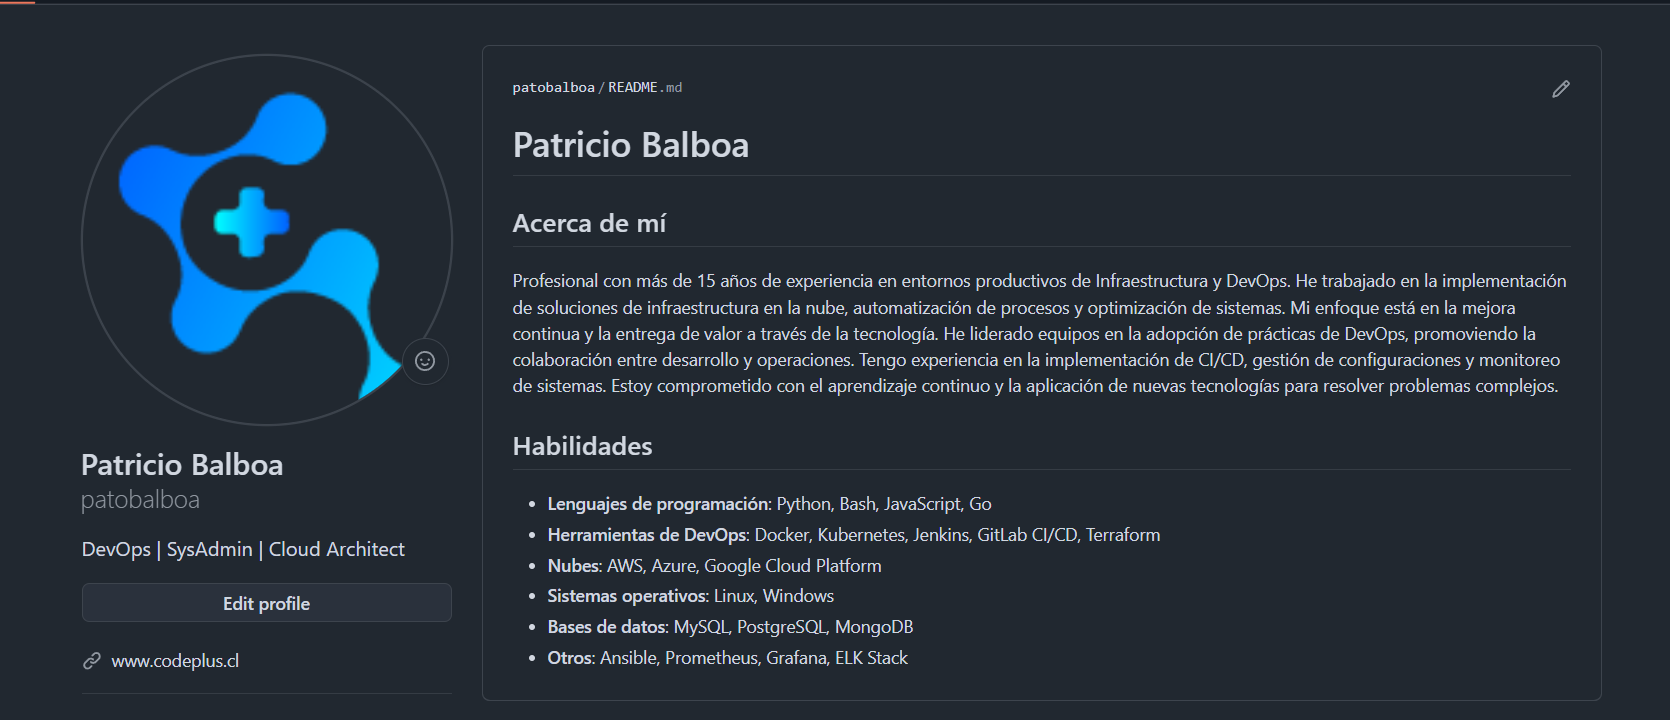 patobalboa/README.md
Patricio Balboa
Acerca de mí
Profesional con más de 15 años de experiencia en entornos productivos de Infraestructura y DevOps. He trabajado en la implementación
de soluciones de infraestructura en la nube, automatización de procesos y optimización de sistemas. Mi enfoque está en la mejora
continua y la entrega de valor a través de la tecnología. He liderado equipos en la adopción de prácticas de DevOps, promoviendo la
colaboración entre desarrollo y operaciones. Tengo experiencia en la implementación de CI/CD, gestión de configuraciones y monitoreo
de sistemas. Estoy comprometido con el aprendizaje continuo y la aplicación de nuevas tecnologías para resolver problemas complejos.
Habilidades
• Lenguajes de programación: Python, Bash, JavaScript, Go
• Herramientas de DevOps: Docker, Kubernetes, Jenkins, GitLab CI/CD, Terraform
• Nubes: AWS, Azure, Google Cloud Platform
• Sistemas operativos: Linux, Windows
• Bases de datos: MySQL, PostgreSQL, MongoDB
• Otros: Ansible, Prometheus, Grafana, ELK Stack
Patricio Balboa
patobalboa
DevOps | SysAdmin | Cloud Architect
Edit profile
www.codeplus.cl